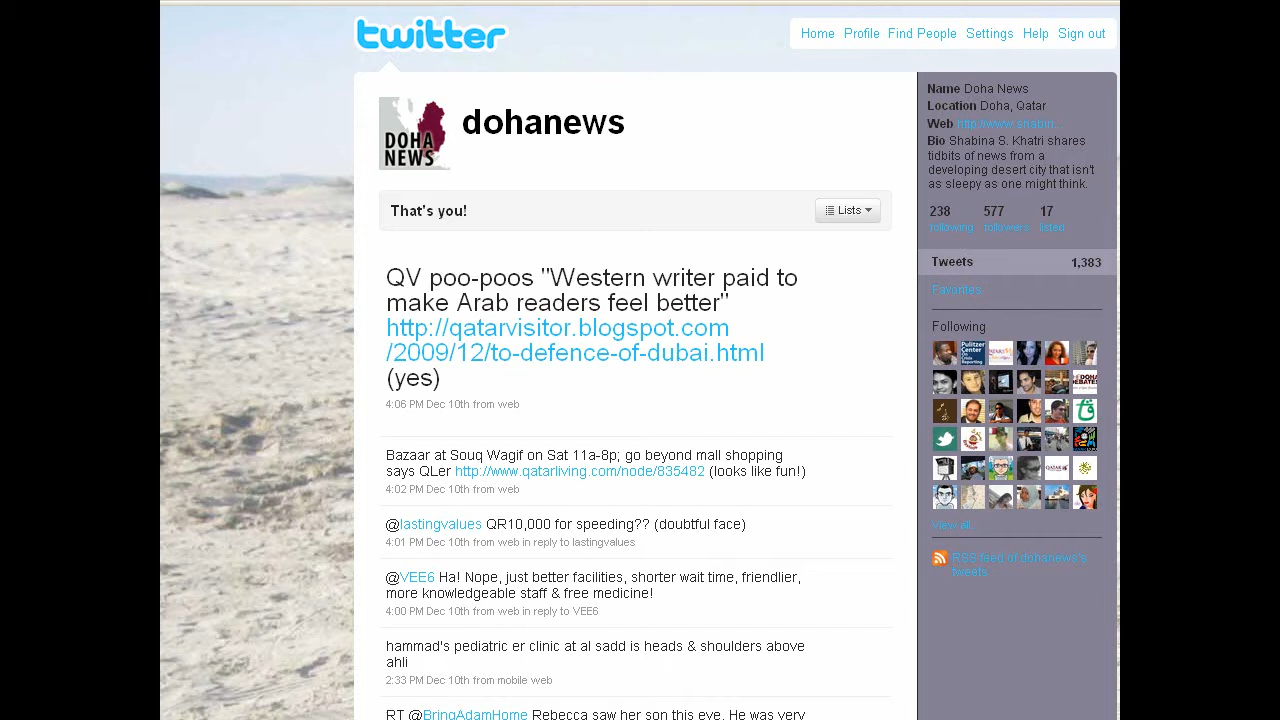 twitter
Home Profile Find People Settings Help Sign out
DOHA
NEWS
dohanews
That's you!
Lists
QV poo-poos "Western writer paid to
make Arab readers feel better"
http://qatarvisitor.blogspot.com
/2009/12/to-defence-of-dubai.html
(yes)
4:06 PM Dec 10th from web
Bazaar at Souq Waqif on Sat 11a-8p; go beyond mall shopping
says QLer http://www.qatarliving.com/node/835482 (looks like fun!)
4:02 PM Dec 10th from web
@lastingvalues QR10,000 for speeding?? (doubtful face)
4:01 PM Dec 10th from web in reply to lastingvalues
@VEE6 Ha! Nope, just better facilities, shorter wait time, friendlier,
more knowledgeable staff & free medicine!
4:00 PM Dec 10th from web in reply to VEE6
hammad's pediatric er clinic at al sadd is heads & shoulders above
ahli
2:33 PM Dec 10th from mobile web
RT @BringAdamHome Rebecca saw her son this eve. He was very
Name Doha News
Location Doha, Qatar
Web http://www.shabin.
Bio Shabina S. Khatri shares
tidbits of news from a
developing desert city that isn't
as sleepy as one might think.
238 577 17
following followers listed
Tweets 1,383
Favorites
Following
Pulitzer
Center
View all
RSS feed of dohanews's
tweets